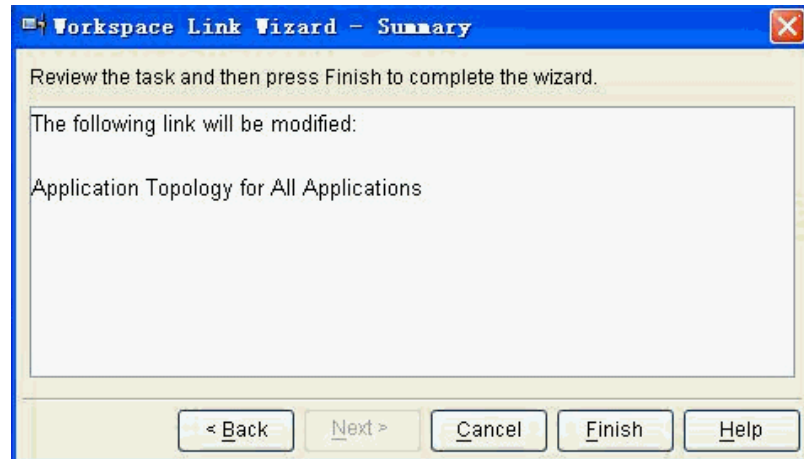 Workspace Link Wizard - Summary
Review the task and then press Finish to complete the wizard.
The following link will be modified:
Application Topology for All Applications
< Back Next > Cancel Finish Help